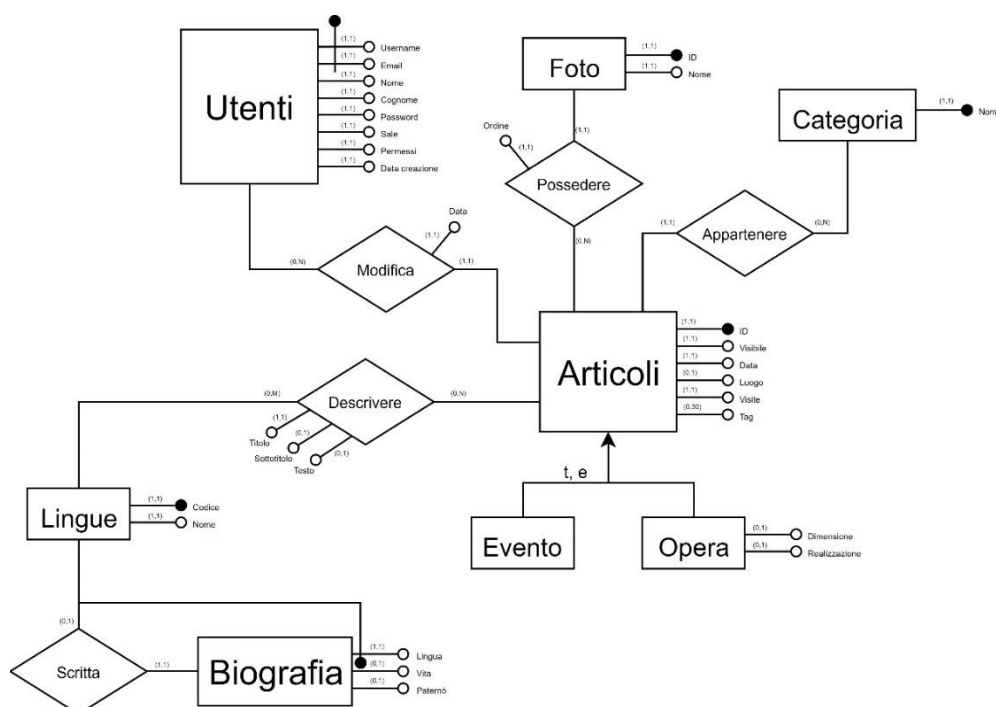 Utenti
(1,1)
Username
(1,1)
Email
(1,1)
Nome
(1,1)
Cognome
(1,1)
Password
(1,1)
Sale
(1,1)
Permessi
(1,1)
Data creazione
Foto
(1,1)
ID
(1,1)
Nome
Categoria
(1,1)
Nom
(1,1)
Ordine
(1,1)
Possedere
(0,N)
(1,1)
Appartenere
(0,N)
Data
(1,1)
(0,N)
Modifica
(1,1)
Articoli
(1,1)
ID
(1,1)
Visibile
(1,1)
Data
(0,1)
Luogo
(1,1)
Visite
(0,30)
Tag
(0,M)
Descrivere
(0,N)
(1,1)
Titolo
(0,1)
Sottotitolo
(0,1)
Testo
t, e
Lingue
(1,1)
Codice
(1,1)
Nome
Evento
Opera
(0,1)
Dimensione
(0,1)
Realizzazione
(0,1)
Scritta
(1,1)
Biografia
(1,1)
Lingua
(0,1)
Vita
(0,1)
Paternò